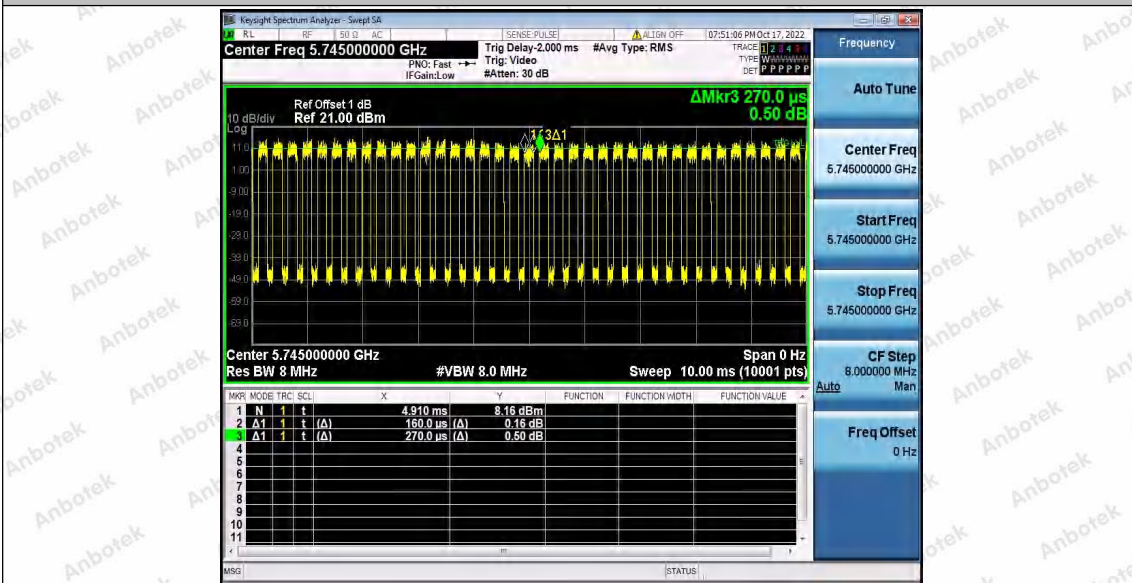 Keysight Spectrum Analyzer - Swept SA
RL RF 50 Ω AC SENSE:PULSE ALIGN OFF 07:51:06 PM Oct 17, 2022
Center Freq 5.745000000 GHz
PNO: Fast
IFGain:Low
Trig Delay-2.000 ms
Trig: Video
#Atten: 30 dB
#Avg Type: RMS
TRACE 1 2 3 4 5 6
TYPE
DET P P P P P P
ΔMkr3 270.0 µs
0.50 dB
Ref Offset 1 dB
10 dB/div Ref 21.00 dBm
Log
11.0
1.00
-9.00
-19.0
-29.0
-39.0
-49.0
-59.0
-69.0
3Δ1
Center 5.745000000 GHz Span 0 Hz
Res BW 8 MHz #VBW 8.0 MHz Sweep 10.00 ms (10001 pts)
MKR MODE TRC SCL X Y FUNCTION FUNCTION WIDTH FUNCTION VALUE
1 N 1 t 4.910 ms 8.16 dBm
2 Δ1 1 t (Δ) 160.0 µs (Δ) 0.16 dB
3 Δ1 1 t (Δ) 270.0 µs (Δ) 0.50 dB
4
5
6
7
8
9
10
11
MSG STATUS
Frequency
Auto Tune
Center Freq
5.745000000 GHz
Start Freq
5.745000000 GHz
Stop Freq
5.745000000 GHz
CF Step
8.000000 MHz
Auto Man
Freq Offset
0 Hz
Anbotek